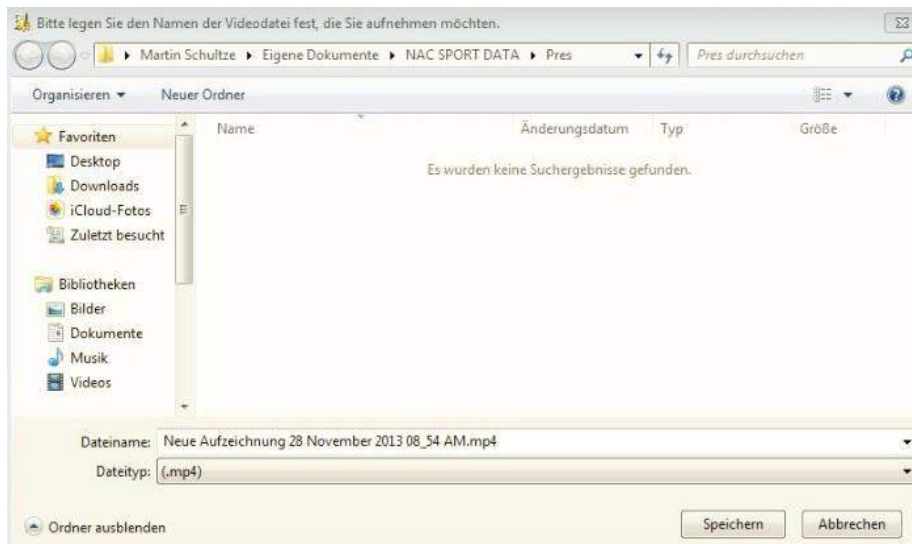 Bitte legen Sie den Namen der Videodatei fest, die Sie aufnehmen möchten.
Martin Schultze ▸ Eigene Dokumente ▸ NAC SPORT DATA ▸ Pres
Pres durchsuchen
Organisieren Neuer Ordner
Name Änderungsdatum Typ Größe
Es wurden keine Suchergebnisse gefunden.
Favoriten
Desktop
Downloads
iCloud-Fotos
Zuletzt besucht
Bibliotheken
Bilder
Dokumente
Musik
Videos
Dateiname: Neue Aufzeichnung 28 November 2013 08_54 AM.mp4
Dateityp: (.mp4)
Ordner ausblenden
Speichern Abbrechen